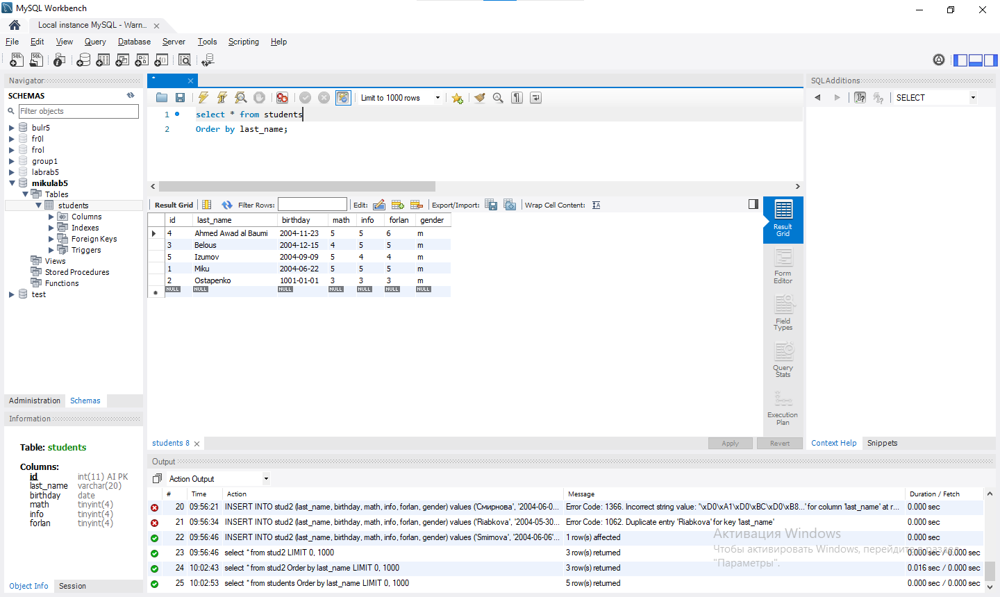 MySQL Workbench
Local instance MySQL - Warn...
File Edit View Query Database Server Tools Scripting Help
Navigator
SCHEMAS
Filter objects
bulr5
fr0l
frol
group1
labrab5
mikulab5
Tables
students
Columns
Indexes
Foreign Keys
Triggers
Views
Stored Procedures
Functions
test
Administration Schemas
Information
Table: students
Columns:
id int(11) AI PK
last_name varchar(20)
birthday date
math tinyint(4)
info tinyint(4)
forlan tinyint(4)
Object Info Session
*
Limit to 1000 rows
1 select * from students
2 Order by last_name;
Result Grid Filter Rows: Edit: Export/Import: Wrap Cell Content:
id last_name birthday math info forlan gender
4 Ahmed Awad al Baumi 2004-11-23 5 5 6 m
3 Belous 2004-12-15 4 5 5 m
5 Izumov 2004-09-09 5 4 4 m
1 Miku 2004-06-22 5 5 5 m
2 Ostapenko 1001-01-01 3 3 3 m
NULL NULL NULL NULL NULL NULL NULL
Result Grid
Form Editor
Field Types
Query Stats
Execution Plan
students 8
Apply Revert
SQLAdditions
SELECT
Context Help Snippets
Output
Action Output
# Time Action Message Duration / Fetch
20 09:56:21 INSERT INTO stud2 (last_name, birthday, math, info, forlan, gender) values ('Смирнова', '2004-06-0... Error Code: 1366. Incorrect string value: '\xD0\xA1\xD0\xBC\xD0\xB8...' for column 'last_name' at r... 0.000 sec
21 09:56:34 INSERT INTO stud2 (last_name, birthday, math, info, forlan, gender) values ('Riabkova', '2004-05-30... Error Code: 1062. Duplicate entry 'Riabkova' for key 'last_name' 0.000 sec
22 09:56:46 INSERT INTO stud2 (last_name, birthday, math, info, forlan, gender) values ('Smirnova', '2004-06-06'... 1 row(s) affected 0.000 sec
23 09:56:46 select * from stud2 LIMIT 0, 1000 3 row(s) returned 0.000 sec / 0.000 sec
24 10:02:43 select * from stud2 Order by last_name LIMIT 0, 1000 3 row(s) returned 0.016 sec / 0.000 sec
25 10:02:53 select * from students Order by last_name LIMIT 0, 1000 5 row(s) returned 0.000 sec / 0.000 sec
Активация Windows
Чтобы активировать Windows, перейдите в раздел
"Параметры".